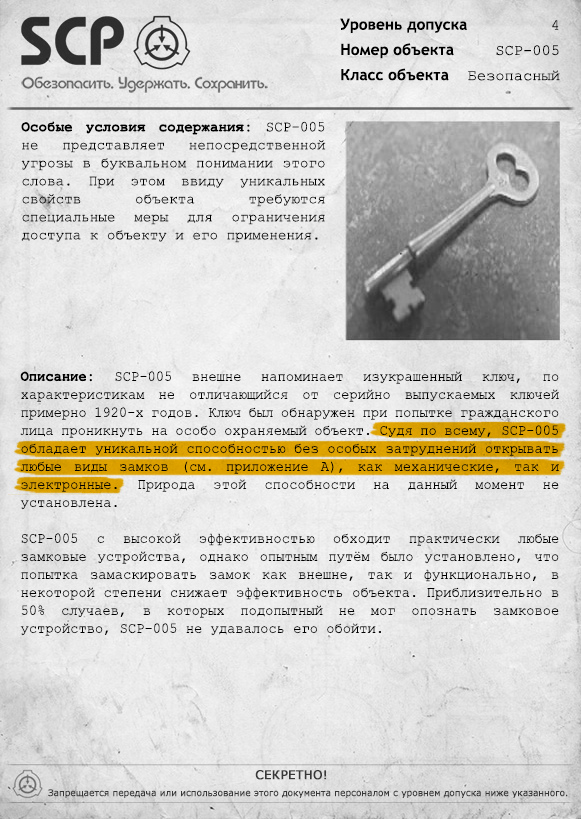 SCP
Обезопасить. Удержать. Сохранить.
Уровень допуска 4
Номер объекта SCP-005
Класс объекта Безопасный
Особые условия содержания: SCP-005
не представляет непосредственной
угрозы в буквальном понимании этого
слова. При этом ввиду уникальных
свойств объекта требуются
специальные меры для ограничения
доступа к объекту и его применения.
Описание: SCP-005 внешне напоминает изукрашенный ключ, по
характеристикам не отличающийся от серийно выпускаемых ключей
примерно 1920-х годов. Ключ был обнаружен при попытке гражданского
лица проникнуть на особо охраняемый объект. Судя по всему, SCP-005
обладает уникальной способностью без особых затруднений открывать
любые виды замков (см. приложение А), как механические, так и
электронные. Природа этой способности на данный момент не
установлена.
SCP-005 с высокой эффективностью обходит практически любые
замковые устройства, однако опытным путём было установлено, что
попытка замаскировать замок как внешне, так и функционально, в
некоторой степени снижает эффективность объекта. Приблизительно в
50% случаев, в которых подопытный не мог опознать замковое
устройство, SCP-005 не удавалось его обойти.
СЕКРЕТНО!
Запрещается передача или использование этого документа персоналом с уровнем допуска ниже указанного.